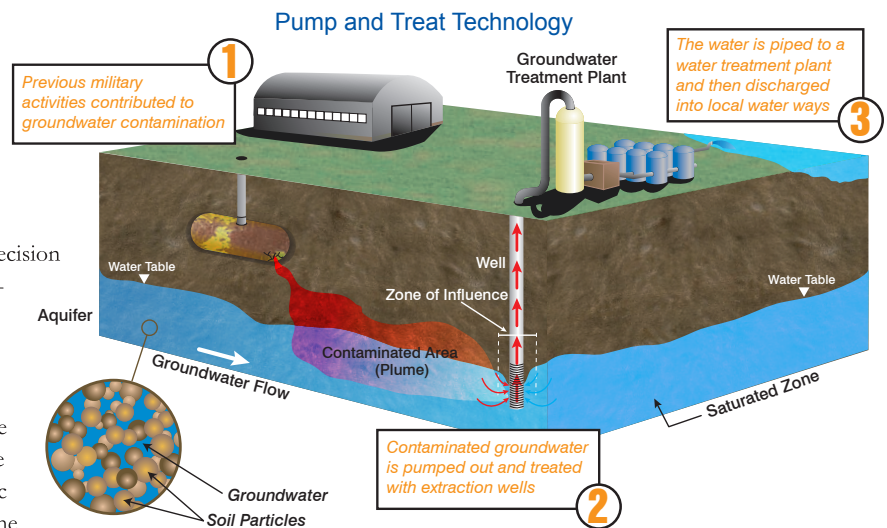 Pump and Treat Technology
1
Previous military
activities contributed to
groundwater contamination
Groundwater
Treatment Plant
The water is piped to a
water treatment plant
and then discharged
into local water ways
3
ecision
-
Water Table
Aquifer
Well
Zone of Influence
Water Table
Contaminated Area
(Plume)
Groundwater Flow
Saturated Zone
Contaminated groundwater
is pumped out and treated
with extraction wells
2
Groundwater
Soil Particles
e
e
c
ne